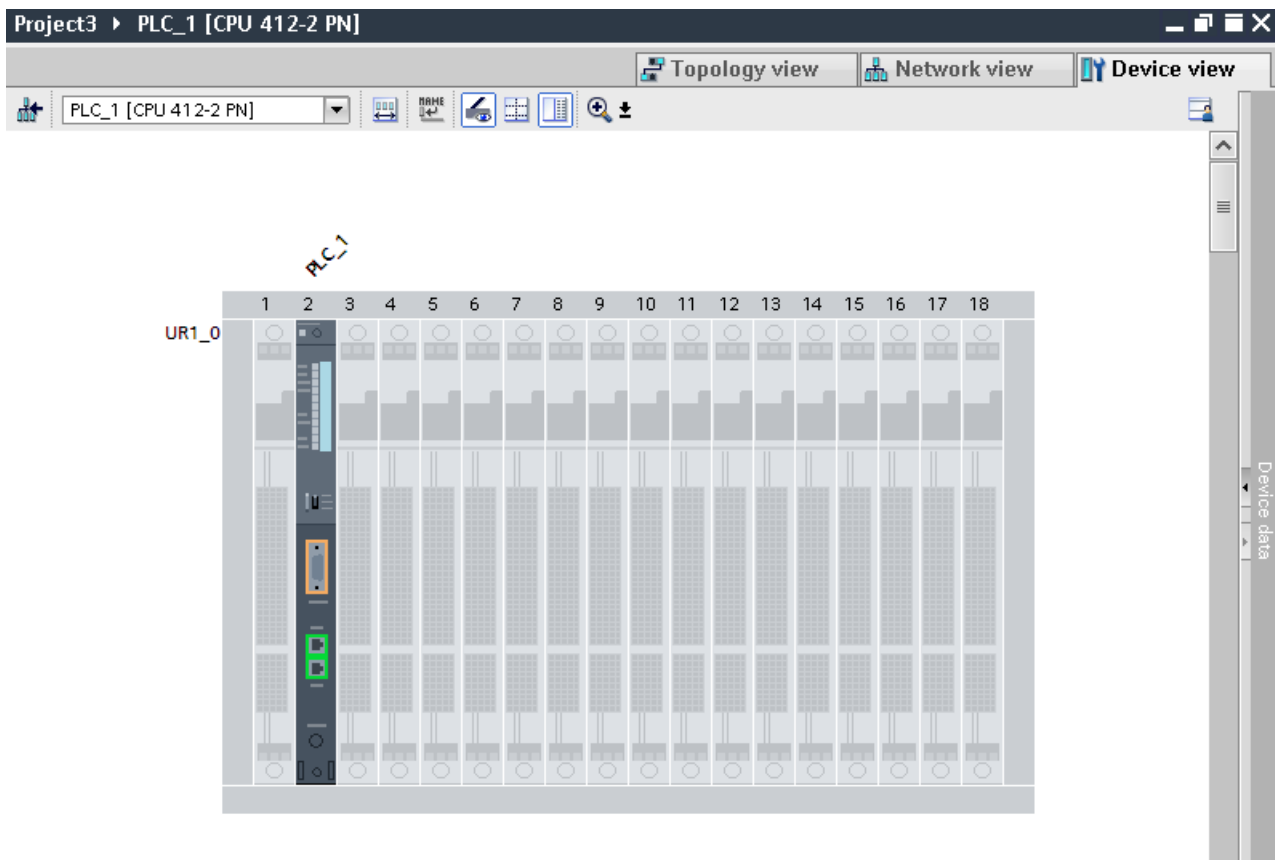 Project3 ▸ PLC_1 [CPU 412-2 PN]
Topology view Network view Device view
PLC_1 [CPU 412-2 PN] NAME
PLC_1
1 2 3 4 5 6 7 8 9 10 11 12 13 14 15 16 17 18
UR1_0
Device data